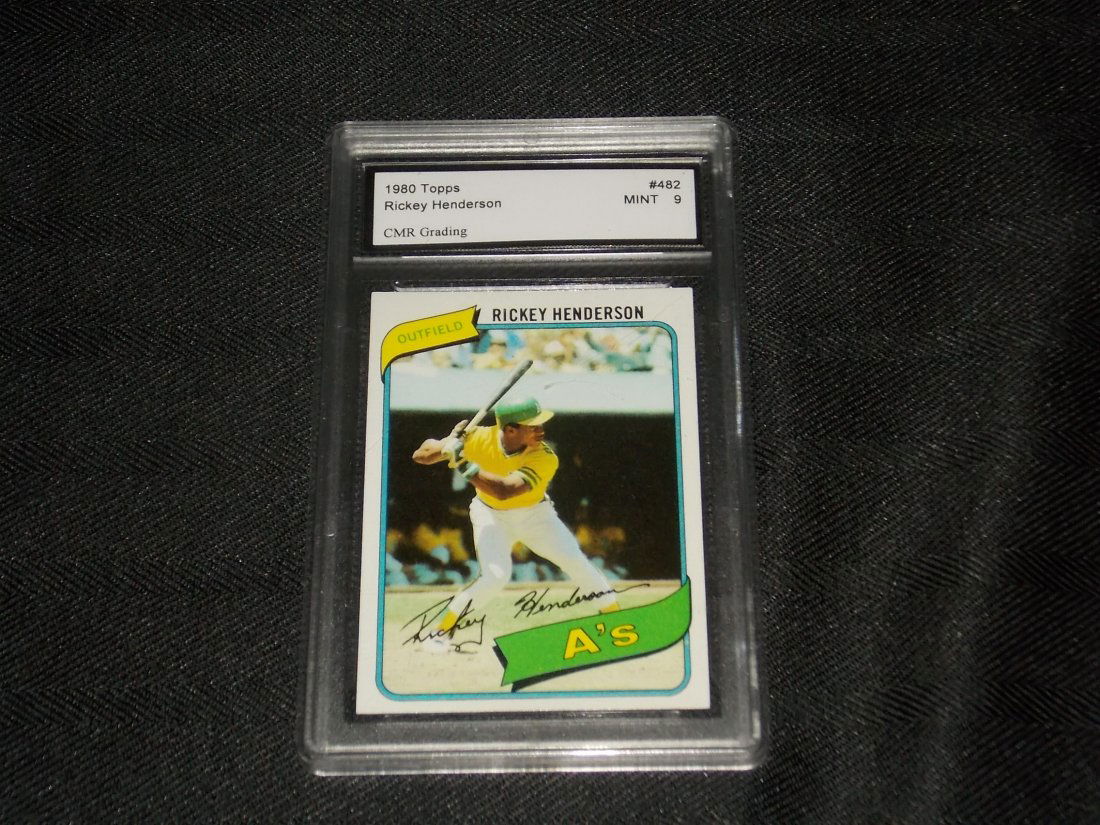 1980 Topps #482
Rickey Henderson MINT 9
CMR Grading
OUTFIELD
RICKEY HENDERSON
Rickey Henderson
A's